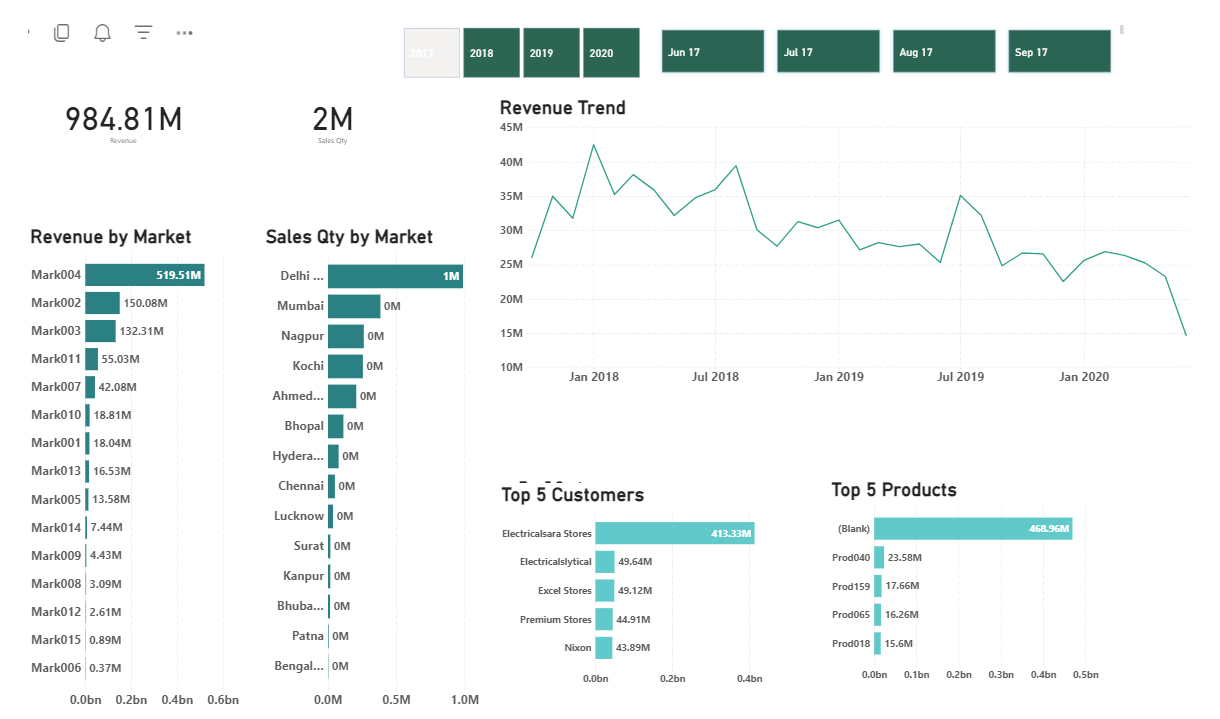 2017 2018 2019 2020 Jun 17 Jul 17 Aug 17 Sep 17
984.81M
Revenue
2M
Sales Qty
Revenue Trend
45M
40M
35M
30M
25M
20M
15M
10M
Jan 2018 Jul 2018 Jan 2019 Jul 2019 Jan 2020
Revenue by Market
Mark004 519.51M
Mark002 150.08M
Mark003 132.31M
Mark011 55.03M
Mark007 42.08M
Mark010 18.81M
Mark001 18.04M
Mark013 16.53M
Mark005 13.58M
Mark014 7.44M
Mark009 4.43M
Mark008 3.09M
Mark012 2.61M
Mark015 0.89M
Mark006 0.37M
0.0bn 0.2bn 0.4bn 0.6bn
Sales Qty by Market
Delhi ... 1M
Mumbai 0M
Nagpur 0M
Kochi 0M
Ahmed... 0M
Bhopal 0M
Hydera... 0M
Chennai 0M
Lucknow 0M
Surat 0M
Kanpur 0M
Bhuba... 0M
Patna 0M
Bengal... 0M
0.0M 0.5M 1.0M
Top 5 Customers
Electricalsara Stores 413.33M
Electricalslytical 49.64M
Excel Stores 49.12M
Premium Stores 44.91M
Nixon 43.89M
0.0bn 0.2bn 0.4bn
Top 5 Products
(Blank) 468.96M
Prod040 23.58M
Prod159 17.66M
Prod065 16.26M
Prod018 15.6M
0.0bn 0.1bn 0.2bn 0.3bn 0.4bn 0.5bn